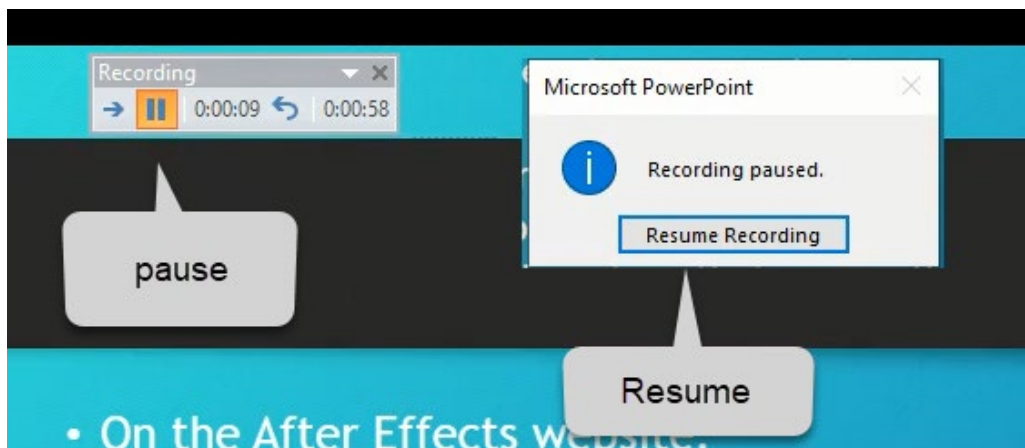 Recording
0:00:09 0:00:58
Microsoft PowerPoint
Recording paused.
Resume Recording
pause
Resume
• On the After Effects website: